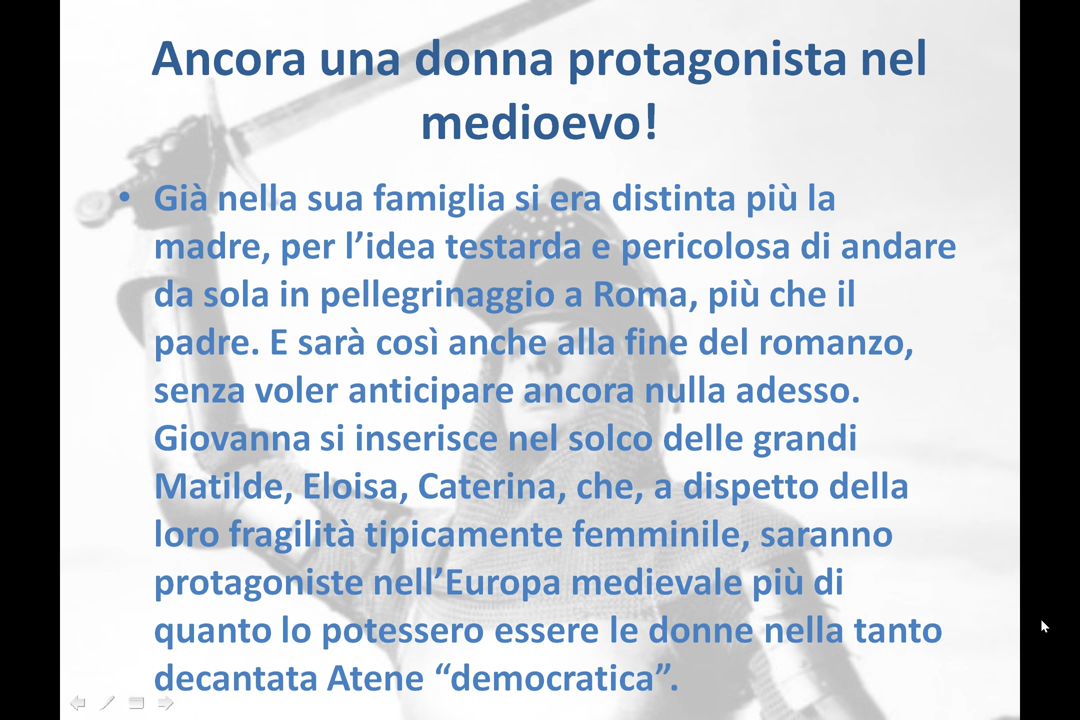 Ancora una donna protagonista nel
medioevo!
• Già nella sua famiglia si era distinta più la
madre, per l’idea testarda e pericolosa di andare
da sola in pellegrinaggio a Roma, più che il
padre. E sarà così anche alla fine del romanzo,
senza voler anticipare ancora nulla adesso.
Giovanna si inserisce nel solco delle grandi
Matilde, Eloisa, Caterina, che, a dispetto della
loro fragilità tipicamente femminile, saranno
protagoniste nell’Europa medievale più di
quanto lo potessero essere le donne nella tanto
decantata Atene “democratica”.